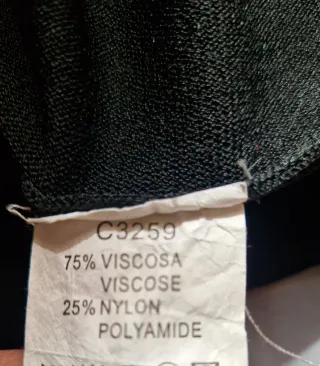 C3259
75% VISCOSA
VISCOSE
25% NYLON
POLYAMIDE